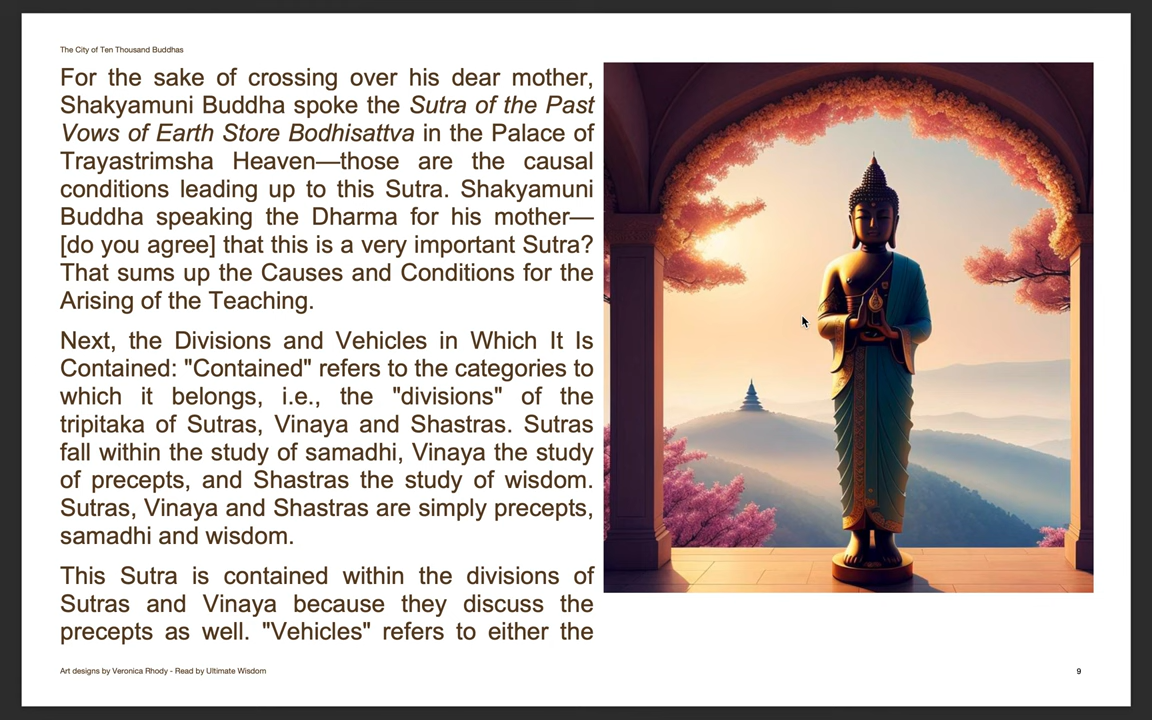 The City of Ten Thousand Buddhas
For the sake of crossing over his dear mother,
Shakyamuni Buddha spoke the Sutra of the Past
Vows of Earth Store Bodhisattva in the Palace of
Trayastrimsha Heaven—those are the causal
conditions leading up to this Sutra. Shakyamuni
Buddha speaking the Dharma for his mother—
[do you agree] that this is a very important Sutra?
That sums up the Causes and Conditions for the
Arising of the Teaching.
Next, the Divisions and Vehicles in Which It Is
Contained: "Contained" refers to the categories to
which it belongs, i.e., the "divisions" of the
tripitaka of Sutras, Vinaya and Shastras. Sutras
fall within the study of samadhi, Vinaya the study
of precepts, and Shastras the study of wisdom.
Sutras, Vinaya and Shastras are simply precepts,
samadhi and wisdom.
This Sutra is contained within the divisions of
Sutras and Vinaya because they discuss the
precepts as well. "Vehicles" refers to either the
Art designs by Veronica Rhody - Read by Ultimate Wisdom
9